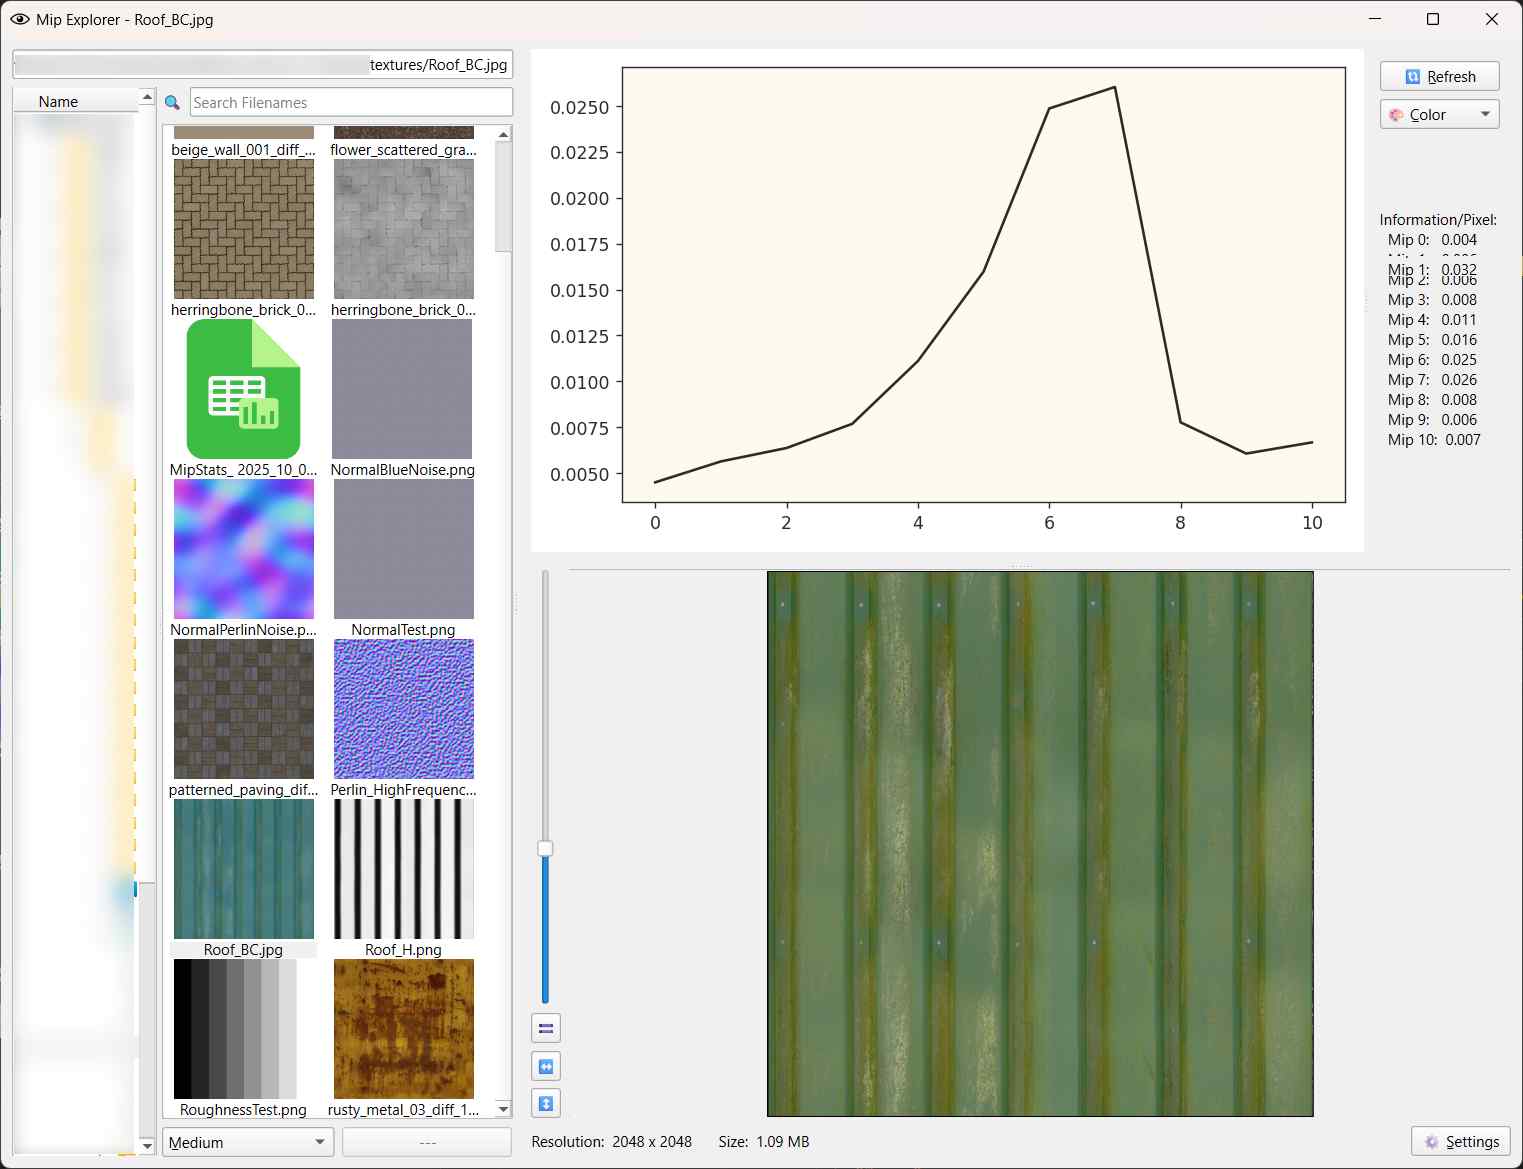 Mip Explorer - Roof_BC.jpg
textures/Roof_BC.jpg
Name
Search Filenames
beige_wall_001_diff_...
flower_scattered_gra...
herringbone_brick_0...
herringbone_brick_0...
MipStats_ 2025_10_0...
NormalBlueNoise.png
NormalPerlinNoise.p...
NormalTest.png
patterned_paving_dif...
Perlin_HighFrequenc...
Roof_BC.jpg
Roof_H.png
RoughnessTest.png
rusty_metal_03_diff_1...
Medium
---
0.0250
0.0225
0.0200
0.0175
0.0150
0.0125
0.0100
0.0075
0.0050
0 2 4 6 8 10
Refresh
Color
Information/Pixel:
Mip 0: 0.004
Mip 1: 0.032
Mip 2: 0.006
Mip 3: 0.008
Mip 4: 0.011
Mip 5: 0.016
Mip 6: 0.025
Mip 7: 0.026
Mip 8: 0.008
Mip 9: 0.006
Mip 10: 0.007
Resolution: 2048 x 2048 Size: 1.09 MB
Settings